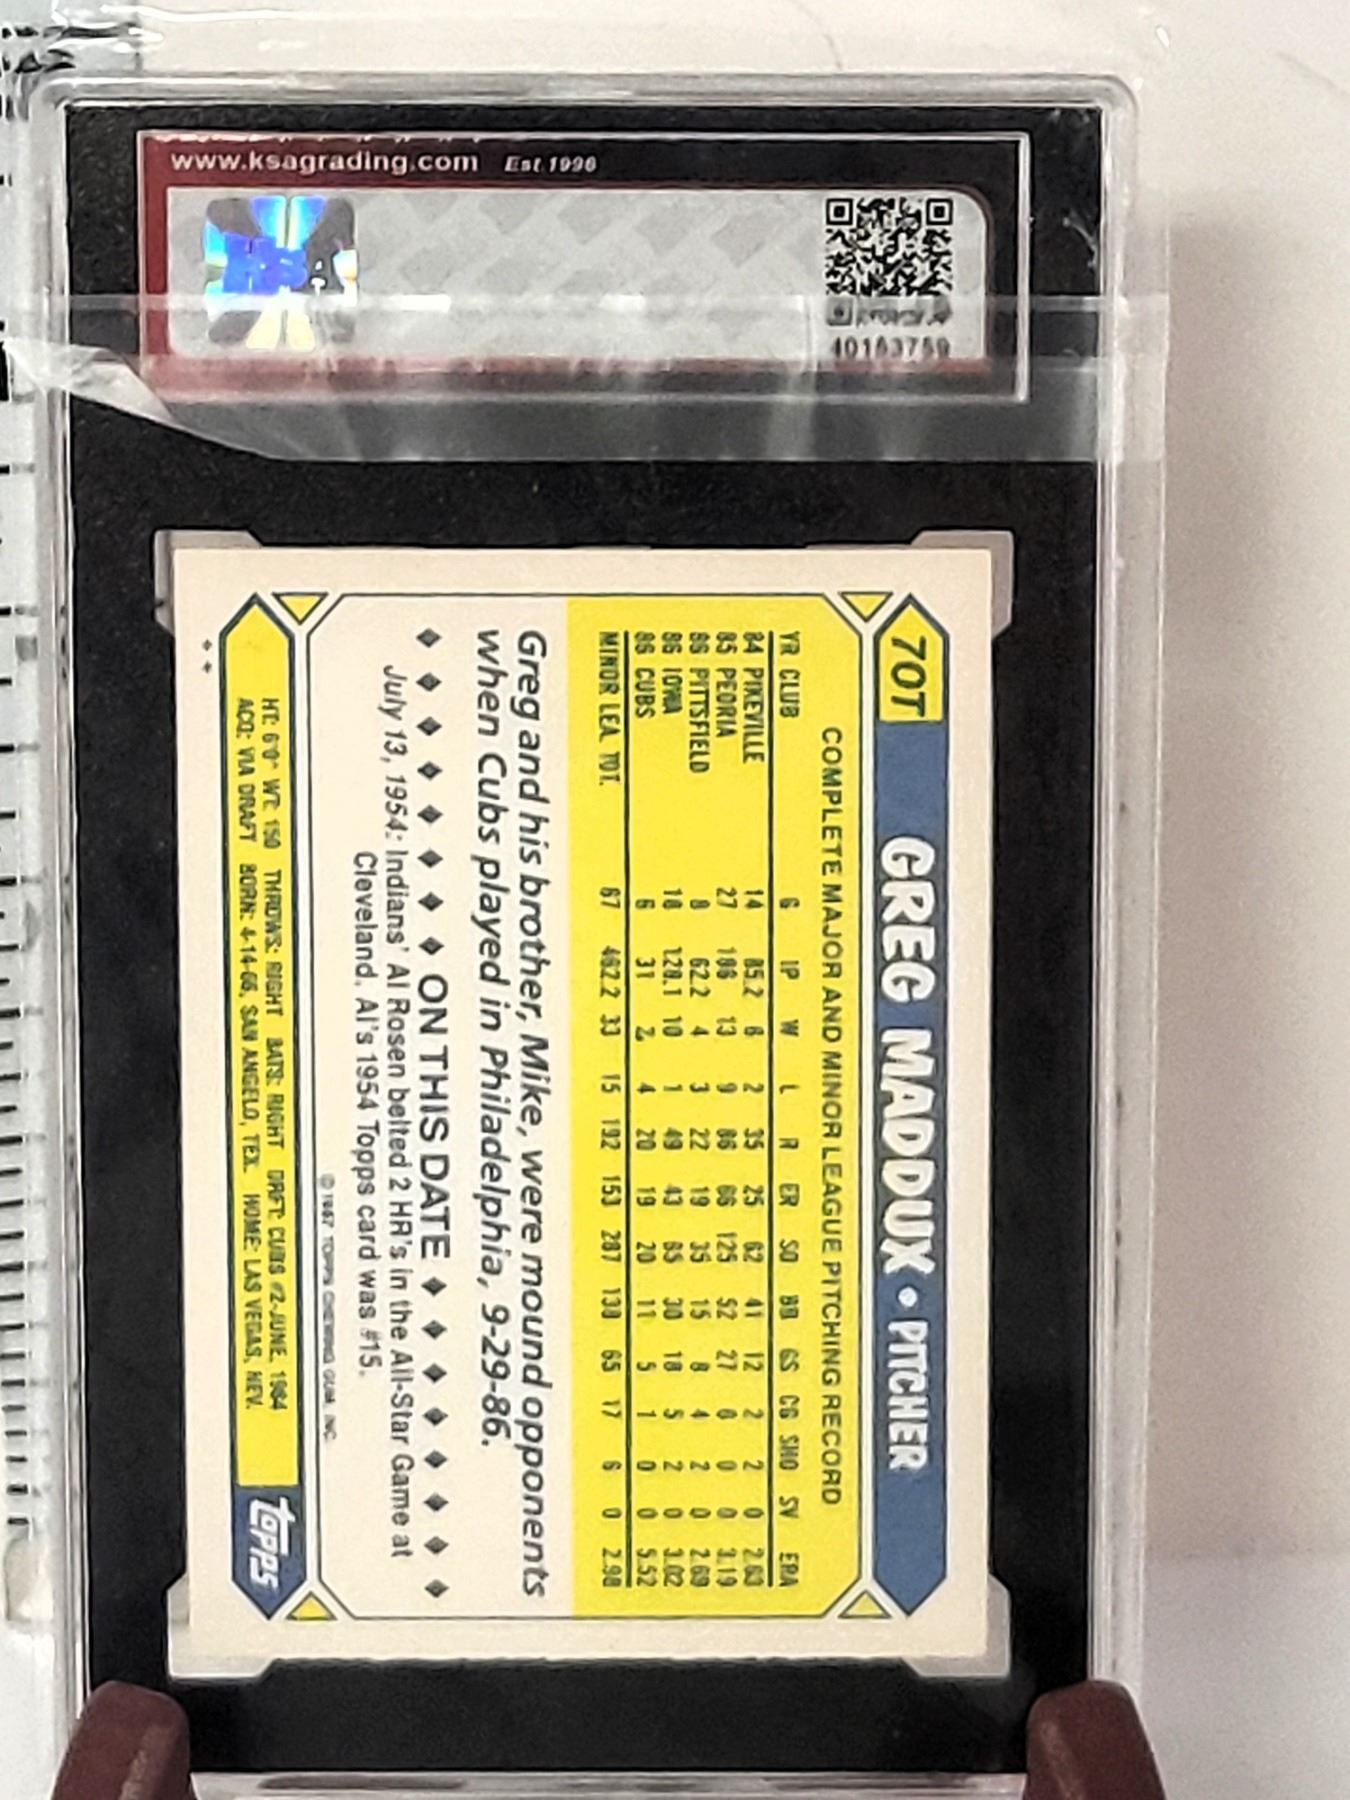 www.ksagrading.com Est.1996
KSA
40163759
70T GREG MADDUX • PITCHER
COMPLETE MAJOR AND MINOR LEAGUE PITCHING RECORD
YR CLUB G IP W L R ER SO BB GS CG SHO SV ERA
84 PIKEVILLE 14 85.2 6 2 35 25 62 41 12 2 2 0 2.63
85 PEORIA 27 186 13 9 86 66 125 52 27 6 0 0 3.19
86 PITTSFIELD 8 62.2 4 3 22 19 35 15 8 4 2 0 2.69
86 IOWA 18 128.1 10 1 49 43 65 30 18 5 2 0 3.02
86 CUBS 6 31 2 4 20 19 20 11 5 1 0 0 5.52
MINOR LEA. TOT. 67 462.2 33 15 192 153 287 138 65 17 6 0 2.98
Greg and his brother, Mike, were mound opponents
when Cubs played in Philadelphia, 9-29-86.
ON THIS DATE
July 13, 1954: Indians' Al Rosen belted 2 HR's in the All-Star Game at
Cleveland. Al's 1954 Topps card was #15.
© 1987 TOPPS CHEWING GUM, INC.
HT: 6'0" WT: 150 THROWS: RIGHT BATS: RIGHT DRFT: CUBS #2-JUNE, 1984
ACQ: VIA DRAFT BORN: 4-14-66, SAN ANGELO, TEX. HOME: LAS VEGAS, NEV.
topps
**